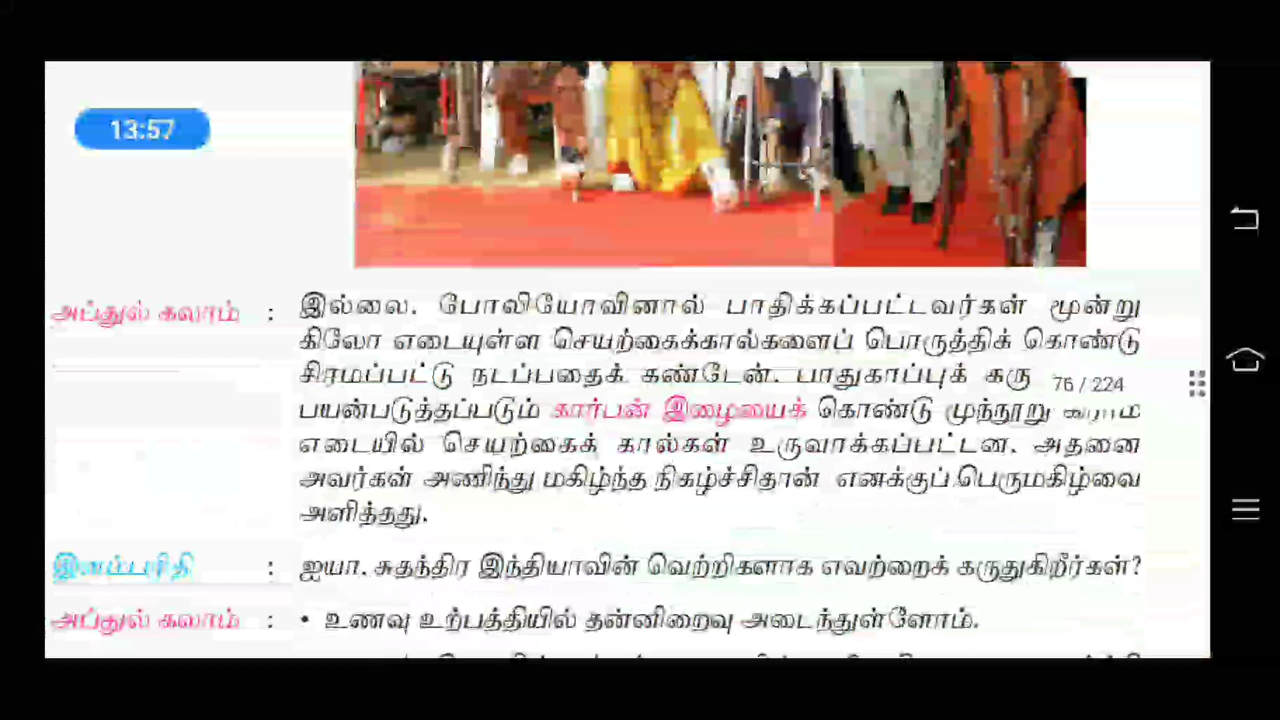 13:57
அப்துல் கலாம் : இல்லை. போலியோவினால் பாதிக்கப்பட்டவர்கள் மூன்று
கிலோ எடையுள்ள செயற்கைக்கால்களைப் பொருத்திக் கொண்டு
சிரமப்பட்டு நடப்பதைக் கண்டேன். பாதுகாப்புக் கரு
76 / 224
பயன்படுத்தப்படும் கார்பன் இழையைக் கொண்டு முந்நூறு கிராம்
எடையில் செயற்கைக் கால்கள் உருவாக்கப்பட்டன. அதனை
அவர்கள் அணிந்து மகிழ்ந்த நிகழ்ச்சிதான் எனக்குப் பெருமகிழ்வை
அளித்தது.
இளம்பரிதி : ஐயா, சுதந்திர இந்தியாவின் வெற்றிகளாக எவற்றைக் கருதுகிறீர்கள்?
அப்துல் கலாம் : • உணவு உற்பத்தியில் தன்னிறைவு அடைந்துள்ளோம்.